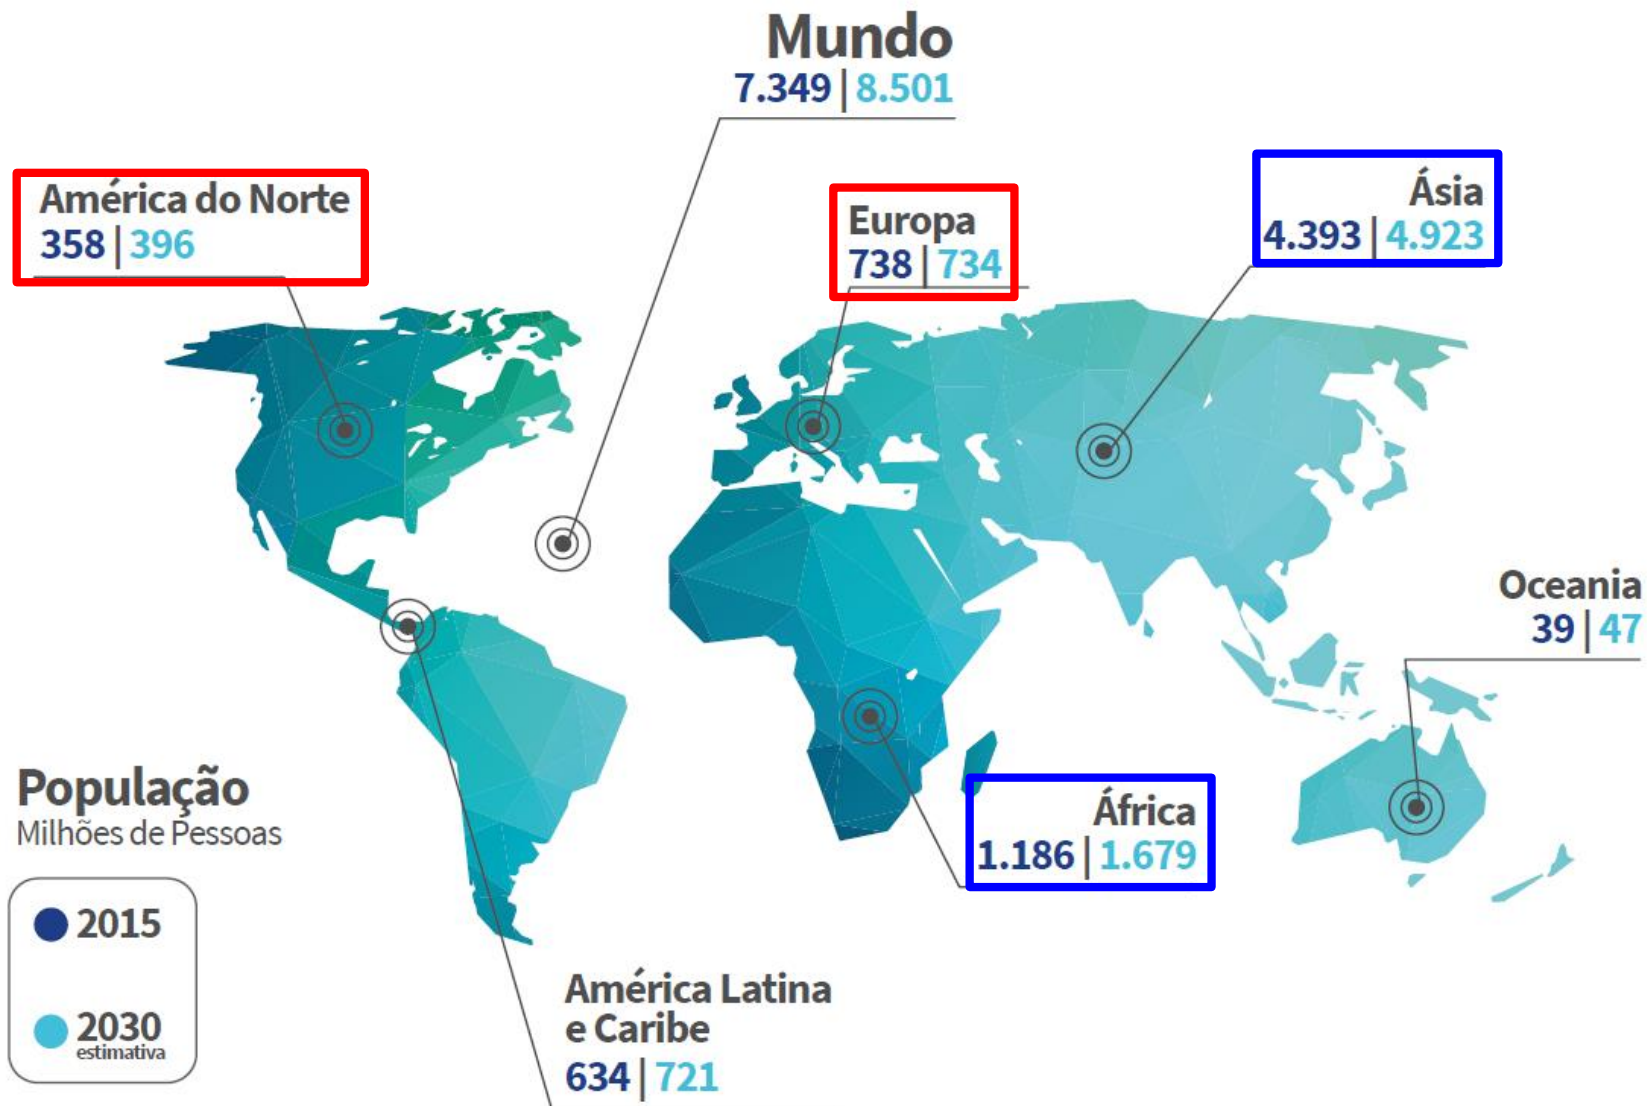 Mundo
7.349 | 8.501
América do Norte
358 | 396
Europa
738 | 734
Ásia
4.393 | 4.923
Oceania
39 | 47
África
1.186 | 1.679
América Latina
e Caribe
634 | 721
População
Milhões de Pessoas
2015
2030
estimativa